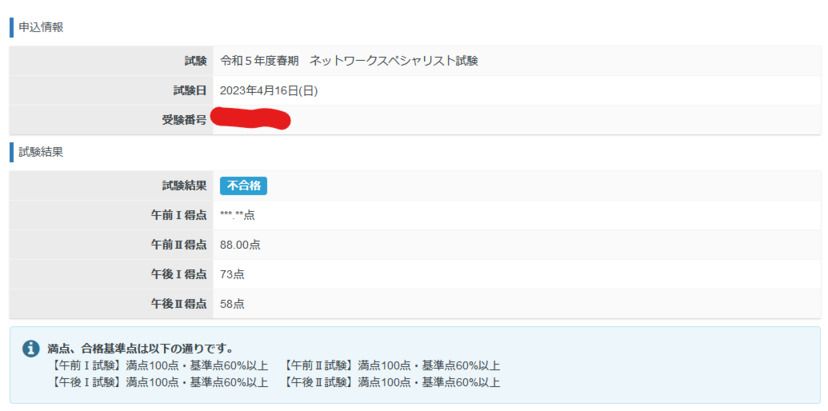 申込情報
試験 令和５年度春期　ネットワークスペシャリスト試験
試験日 2023年4月16日(日)
受験番号
試験結果
試験結果 不合格
午前Ⅰ得点 ***.**点
午前Ⅱ得点 88.00点
午後Ⅰ得点 73点
午後Ⅱ得点 58点
満点、合格基準点は以下の通りです。
【午前Ⅰ試験】満点100点・基準点60%以上　【午前Ⅱ試験】満点100点・基準点60%以上
【午後Ⅰ試験】満点100点・基準点60%以上　【午後Ⅱ試験】満点100点・基準点60%以上